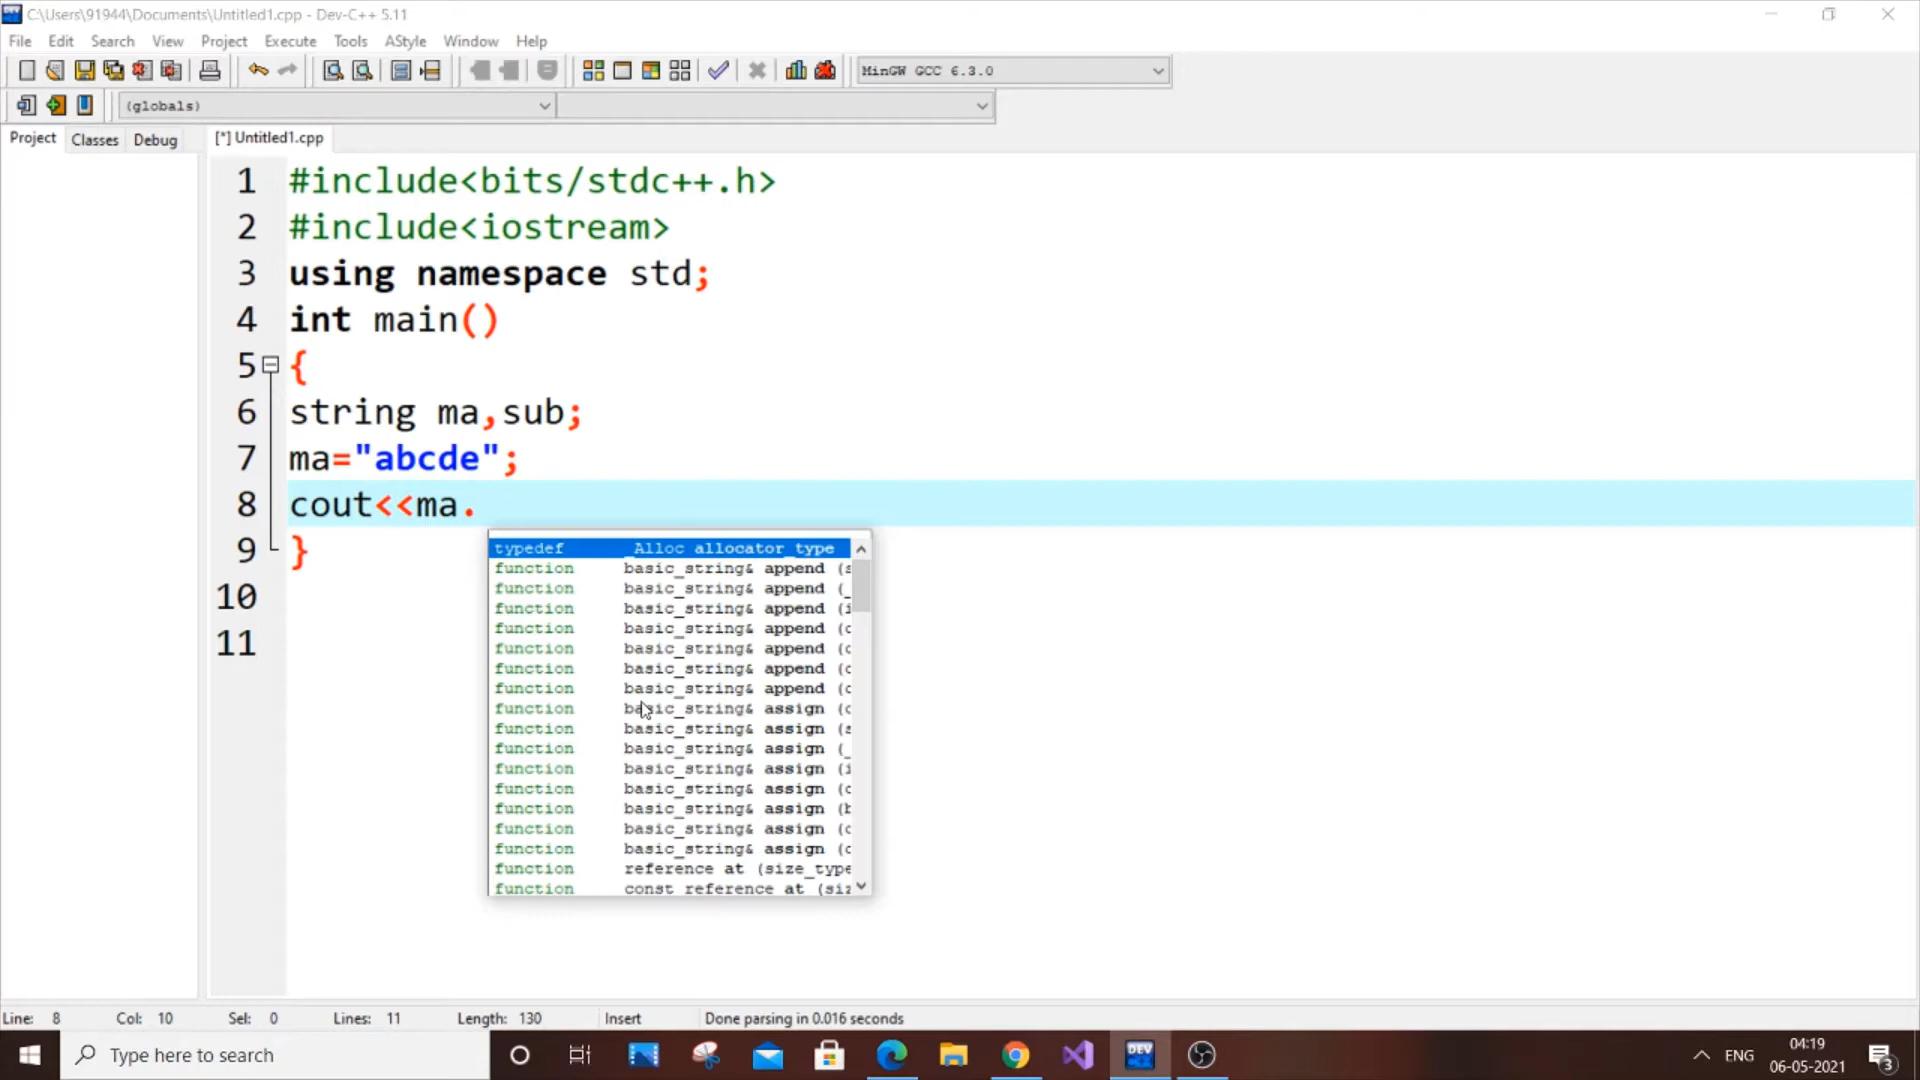 C:\Users\91944\Documents\Untitled1.cpp - Dev-C++ 5.11
File Edit Search View Project Execute Tools AStyle Window Help
MinGW GCC 6.3.0
(globals)
Project Classes Debug [*] Untitled1.cpp
1 #include<bits/stdc++.h>
2 #include<iostream>
3 using namespace std;
4 int main()
5 {
6 string ma,sub;
7 ma="abcde";
8 cout<<ma.
9 }
10
11
typedef _Alloc allocator_type
function basic_string& append (s
function basic_string& append (_
function basic_string& append (i
function basic_string& append (c
function basic_string& append (c
function basic_string& append (c
function basic_string& append (c
function basic_string& assign (c
function basic_string& assign (s
function basic_string& assign (_
function basic_string& assign (i
function basic_string& assign (c
function basic_string& assign (b
function basic_string& assign (c
function basic_string& assign (c
function reference at (size_type
function const reference at (siz
Line: 8 Col: 10 Sel: 0 Lines: 11 Length: 130 Insert Done parsing in 0.016 seconds
Type here to search
DEV
ENG
04:19
06-05-2021
3